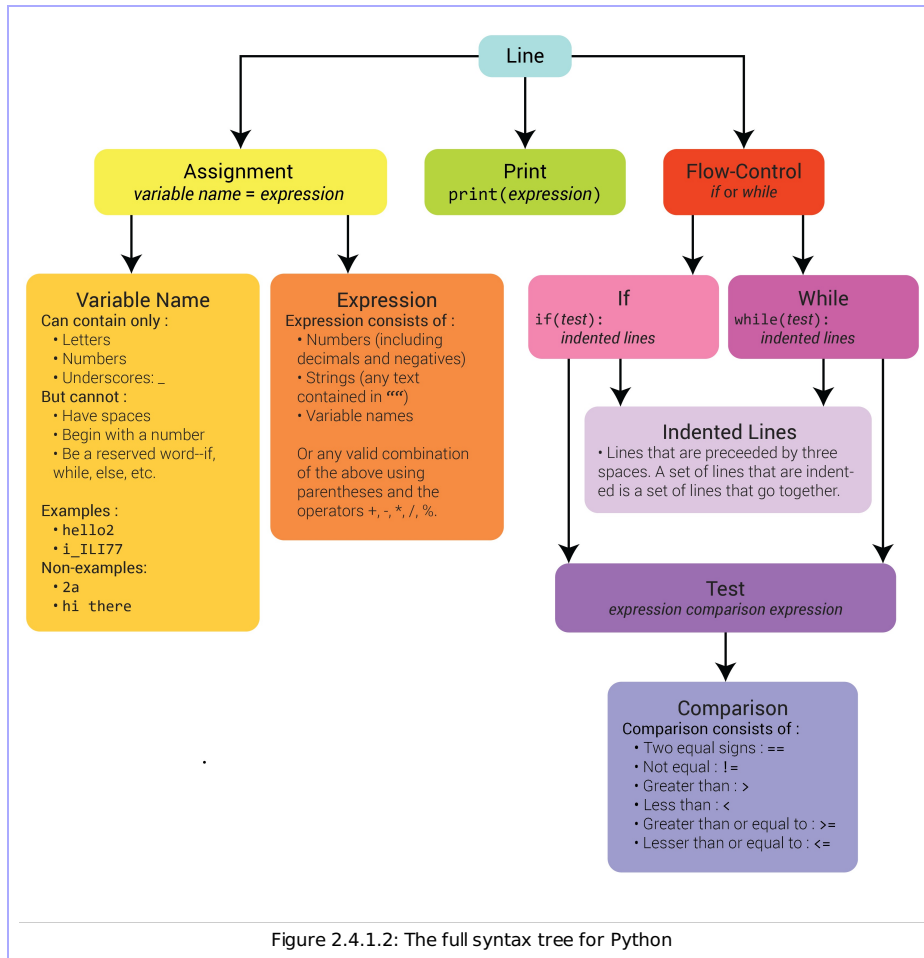 Line
Assignment
variable name = expression
Print
print(expression)
Flow-Control
if or while
Variable Name
Can contain only :
• Letters
• Numbers
• Underscores: _
But cannot :
• Have spaces
• Begin with a number
• Be a reserved word--if,
while, else, etc.
Examples :
• hello2
• i_ILI77
Non-examples:
• 2a
• hi there
Expression
Expression consists of :
• Numbers (including
decimals and negatives)
• Strings (any text
contained in ““)
• Variable names
Or any valid combination
of the above using
parentheses and the
operators +, -, *, /, %.
If
if(test):
indented lines
While
while(test):
indented lines
Indented Lines
• Lines that are preceeded by three
spaces. A set of lines that are indent-
ed is a set of lines that go together.
Test
expression comparison expression
Comparison
Comparison consists of :
• Two equal signs : ==
• Not equal : !=
• Greater than : >
• Less than : <
• Greater than or equal to : >=
• Lesser than or equal to : <=
Figure 2.4.1.2: The full syntax tree for Python